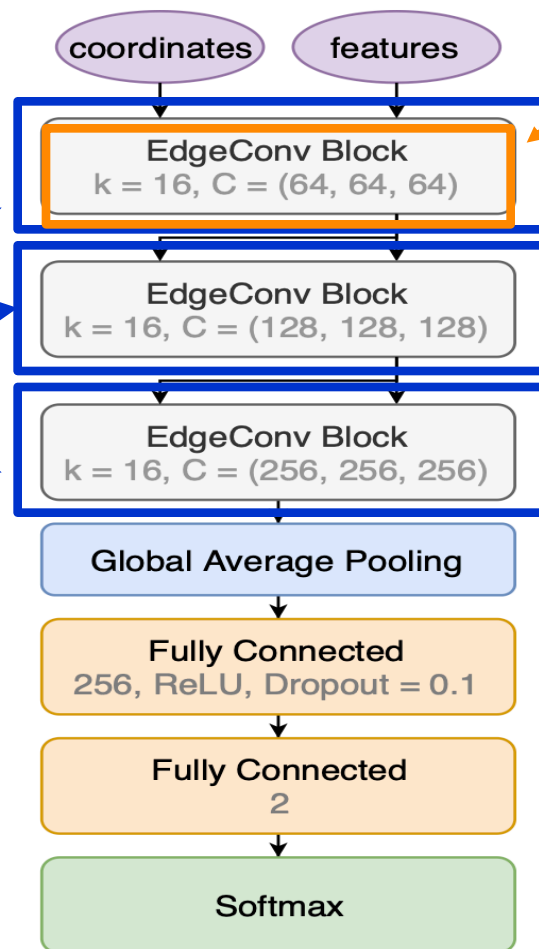 coordinates
features
EdgeConv Block
k = 16, C = (64, 64, 64)
EdgeConv Block
k = 16, C = (128, 128, 128)
EdgeConv Block
k = 16, C = (256, 256, 256)
Global Average Pooling
Fully Connected
256, ReLU, Dropout = 0.1
Fully Connected
2
Softmax